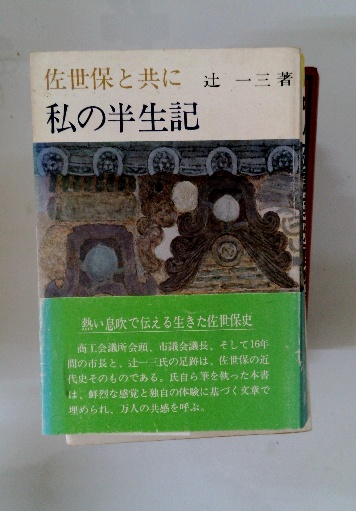 佐世保と共に 辻 一三 著
私の半生記
熱い息吹で伝える生きた佐世保史
商工会議所会頭、市議会議長、そして16年
間の市長と、辻一三氏の足跡は、佐世保の近
代史そのものである。氏自ら筆を執った本書
は、鮮烈な感覚と独自の体験に基づく文章で
埋められ、万人の共感を呼ぶ。